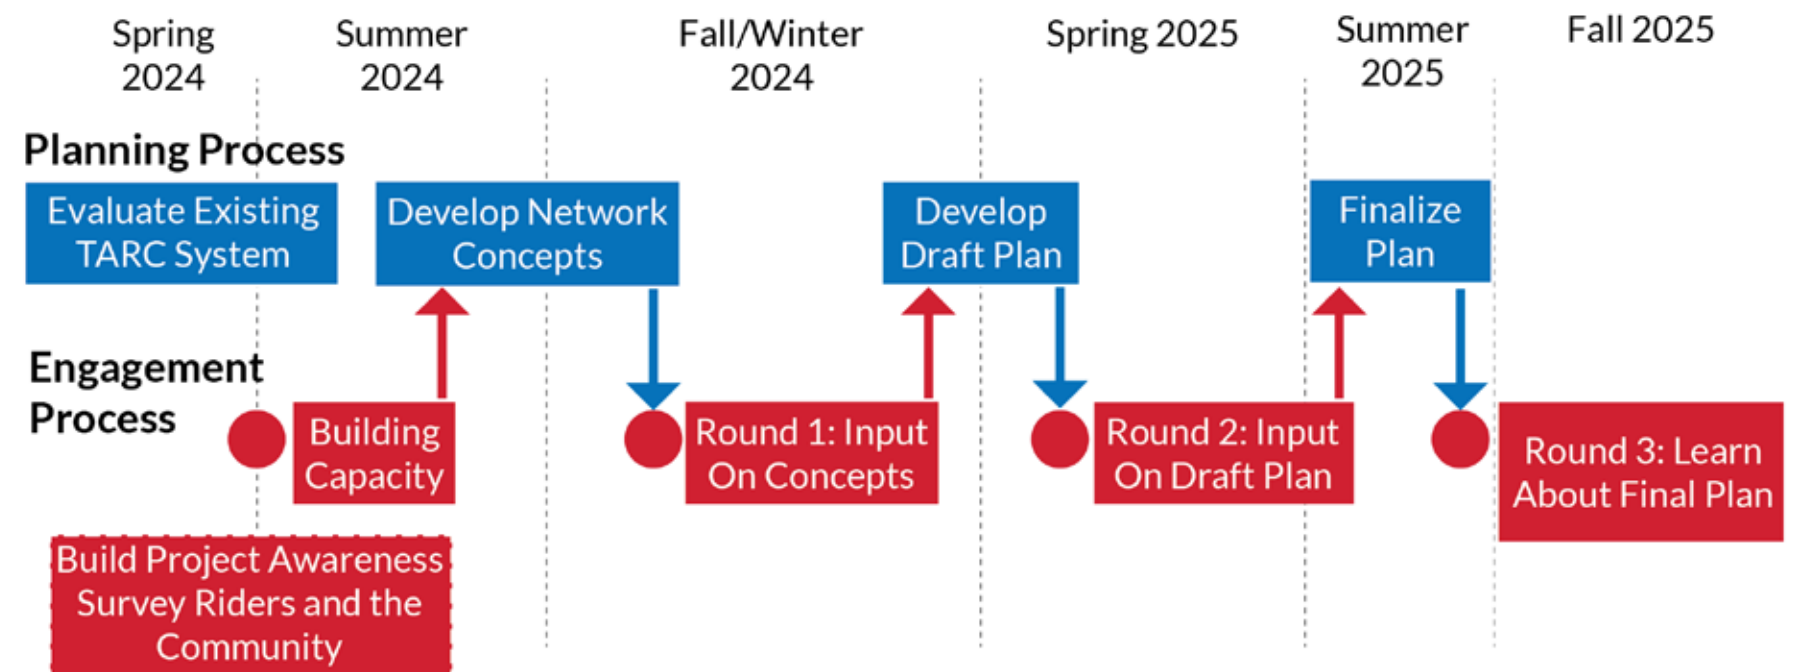 Spring
2024
Summer
2024
Fall/Winter
2024
Spring 2025
Summer
2025
Fall 2025
Planning Process
Evaluate Existing
TARC System
Develop Network
Concepts
Develop
Draft Plan
Finalize
Plan
Engagement
Process
Building
Capacity
Round 1: Input
On Concepts
Round 2: Input
On Draft Plan
Round 3: Learn
About Final Plan
Build Project Awareness
Survey Riders and the
Community